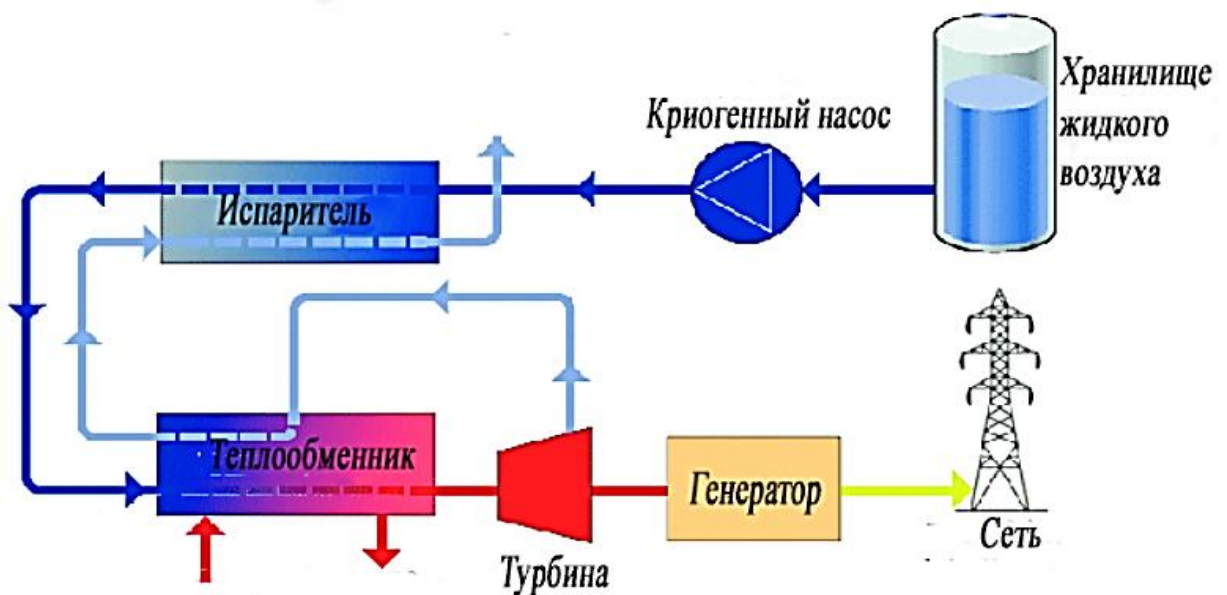 Хранилище
жидкого
воздуха
Криогенный насос
Испаритель
Теплообменник
Турбина
Генератор
Сеть